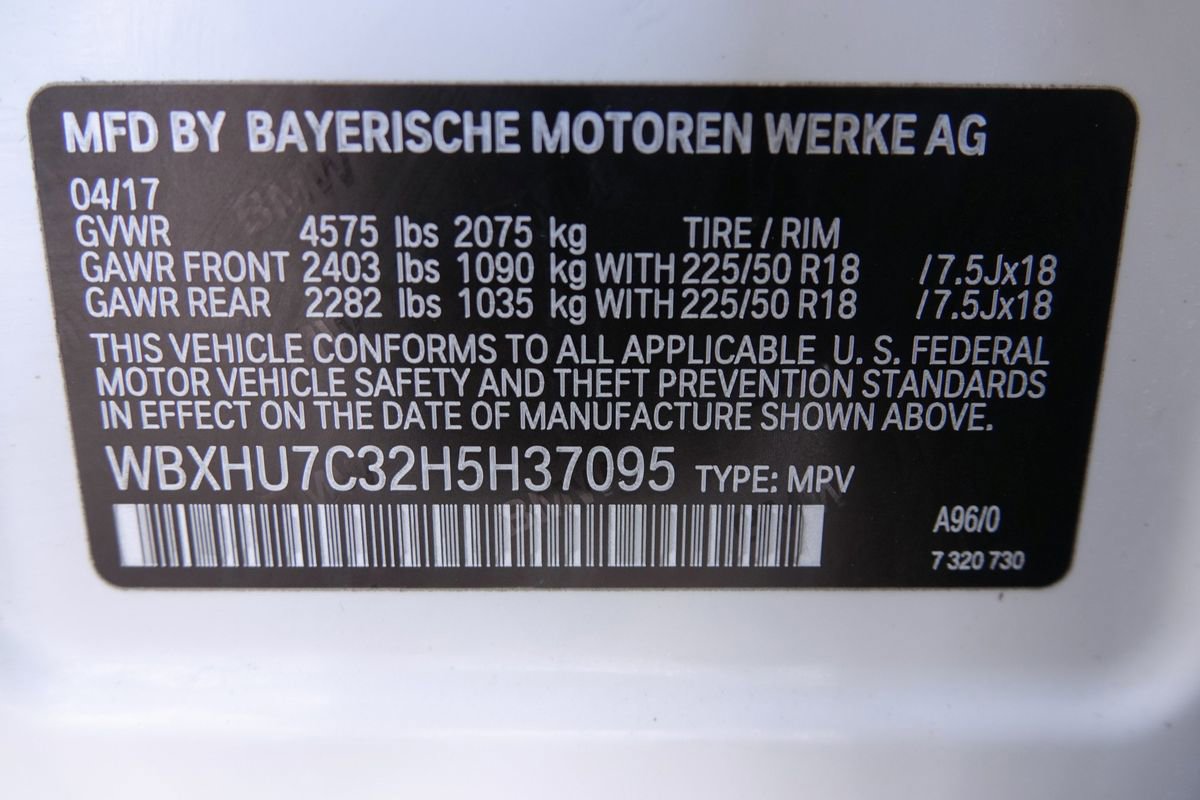 MFD BY BAYERISCHE MOTOREN WERKE AG
04/17
GVWR 4575 lbs 2075 kg TIRE / RIM
GAWR FRONT 2403 lbs 1090 kg WITH 225/50 R18 /7.5Jx18
GAWR REAR 2282 lbs 1035 kg WITH 225/50 R18 /7.5Jx18
THIS VEHICLE CONFORMS TO ALL APPLICABLE U. S. FEDERAL
MOTOR VEHICLE SAFETY AND THEFT PREVENTION STANDARDS
IN EFFECT ON THE DATE OF MANUFACTURE SHOWN ABOVE.
WBXHU7C32H5H37095 TYPE: MPV
A96/0
7 320 730
BMW
BMW